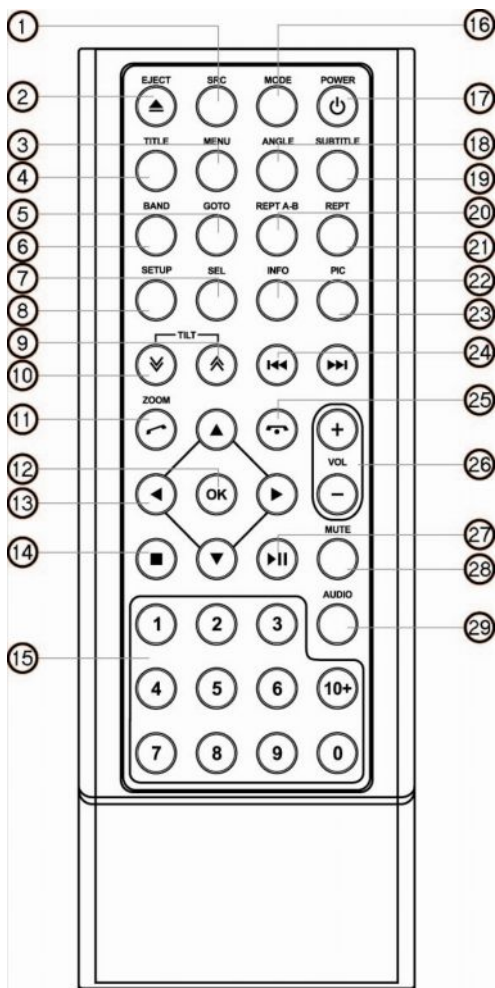 1 16
EJECT SRC MODE POWER
2 17
3 18
TITLE MENU ANGLE SUBTITLE
4 19
5 20
BAND GOTO REPT A-B REPT
6 21
7 22
SETUP SEL INFO PIC
8 23
9 TILT
10 24
ZOOM
11 25
+
12 OK VOL 26
13 −
27
14 MUTE
28
AUDIO
1 2 3 29
15
4 5 6 10+
7 8 9 0